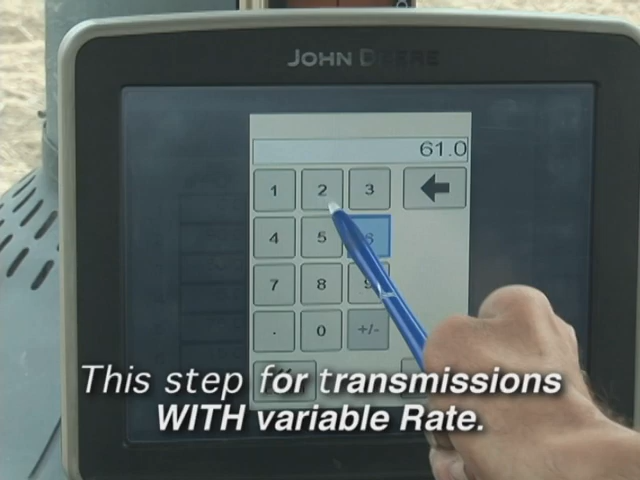 JOHN DEERE
61.0
1 2 3
4 5 6
7 8 9
. 0 +/-
This step for transmissions
WITH variable Rate.